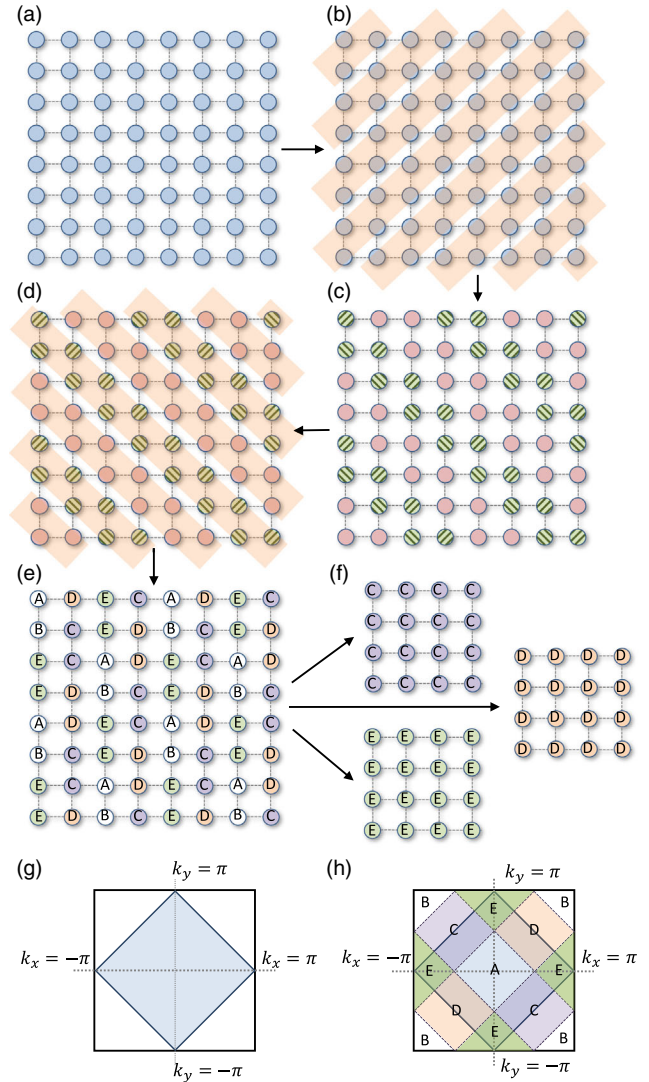 (a)
(b)
(d)
(c)
(e)
A D E C A D E C
B C E D B C E D
E C A D E C A D
E D B C E D B C
A D E C A D E C
B C E D B C E D
E C A D E C A D
E D B C E D B C
(f)
C C C C
C C C C
C C C C
C C C C
D D D D
D D D D
D D D D
D D D D
E E E E
E E E E
E E E E
E E E E
(g)
k_y = π
k_x = −π
k_x = π
k_y = −π
(h)
k_y = π
B E B
C D
k_x = −π
k_x = π
E A E
D C
B E B
k_y = −π